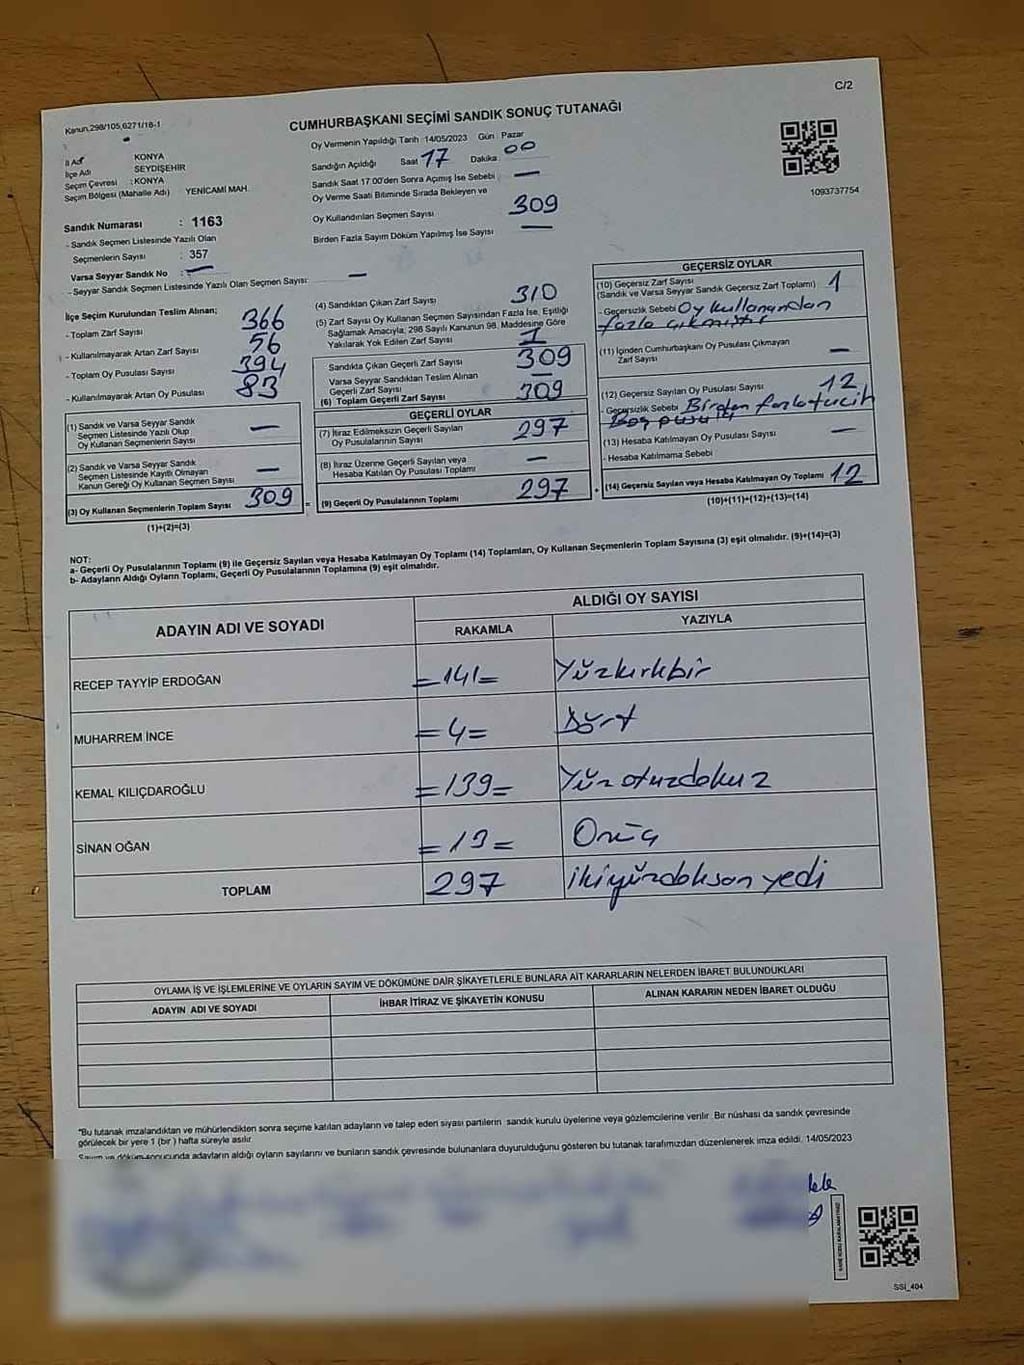 C/2
Kanun,298/105,6271/18-1
CUMHURBAŞKANI SEÇİMİ SANDIK SONUÇ TUTANAĞI
İl Adı KONYA
İlçe Adı SEYDİŞEHİR
Seçim Çevresi : KONYA
Seçim Bölgesi (Mahalle Adı) YENİCAMİ MAH.
Sandık Numarası : 1163
- Sandık Seçmen Listesinde Yazılı Olan
Seçmenlerin Sayısı : 357
Varsa Seyyar Sandık No : —
- Seyyar Sandık Seçmen Listesinde Yazılı Olan Seçmen Sayısı: —
Oy Vermenin Yapıldığı Tarih 14/05/2023 Gün : Pazar
Sandığın Açıldığı Saat 17 Dakika: 00
Sandık Saat 17.00'den Sonra Açımış İse Sebebi : —
Oy Verme Saati Bitiminde Sırada Bekleyen ve
Oy Kullandırılan Seçmen Sayısı 309
Birden Fazla Sayım Döküm Yapılmış İse Sayısı —
1093737754
İlçe Seçim Kurulundan Teslim Alınan;
- Toplam Zarf Sayısı 366
- Kullanılmayarak Artan Zarf Sayısı 56
- Toplam Oy Pusulası Sayısı 394
- Kullanılmayarak Artan Oy Pusulası 83
(1) Sandık ve Varsa Seyyar Sandık
Seçmen Listesinde Yazılı Olup
Oy Kullanan Seçmenlerin Sayısı —
(2) Sandık ve Varsa Seyyar Sandık
Seçmen Listesinde Kayıtlı Olmayan
Kanun Gereği Oy Kullanan Seçmen Sayısı —
(3) Oy Kullanan Seçmenlerin Toplam Sayısı 309 =
(1)+(2)=(3)
(4) Sandıktan Çıkan Zarf Sayısı 310
(5) Zarf Sayısı Oy Kullanan Seçmen Sayısından Fazla İse, Eşitliği
Sağlamak Amacıyla; 298 Sayılı Kanunun 98. Maddesine Göre
Yakılarak Yok Edilen Zarf Sayısı 1
Sandıkta Çıkan Geçerli Zarf Sayısı 309
Varsa Seyyar Sandıktan Teslim Alınan
Geçerli Zarf Sayısı —
(6) Toplam Geçerli Zarf Sayısı 309
GEÇERLİ OYLAR
(7) İtiraz Edilmeksizin Geçerli Sayılan
Oy Pusulalarının Sayısı 297
(8) İtiraz Üzerine Geçerli Sayılan veya
Hesaba Katılan Oy Pusulası Toplamı —
(9) Geçerli Oy Pusulalarının Toplamı 297 +
GEÇERSİZ OYLAR
(10) Geçersiz Zarf Sayısı
(Sandık ve Varsa Seyyar Sandık Geçersiz Zarf Toplamı) 1
- Geçersizlik Sebebi Oy kullanandan
fazla çıkmıştır
(11) İçinden Cumhurbaşkanı Oy Pusulası Çıkmayan
Zarf Sayısı —
(12) Geçersiz Sayılan Oy Pusulası Sayısı 12
- Geçersizlik Sebebi Birden fazla tercih
Boş pusula
(13) Hesaba Katılmayan Oy Pusulası Sayısı —
- Hesaba Katılmama Sebebi
(14) Geçersiz Sayılan veya Hesaba Katılmayan Oy Toplamı 12
(10)+(11)+(12)+(13)=(14)
NOT:
a- Geçerli Oy Pusulalarının Toplamı (9) ile Geçersiz Sayılan veya Hesaba Katılmayan Oy Toplamı (14) Toplamları, Oy Kullanan Seçmenlerin Toplam Sayısına (3) eşit olmalıdır. (9)+(14)=(3)
b- Adayların Aldığı Oyların Toplamı, Geçerli Oy Pusulalarının Toplamına (9) eşit olmalıdır.
ADAYIN ADI VE SOYADI ALDIĞI OY SAYISI
RAKAMLA YAZIYLA
RECEP TAYYİP ERDOĞAN =141= Yüzkırkbir
MUHARREM İNCE =4= Dört
KEMAL KILIÇDAROĞLU =139= Yüzotuzdokuz
SİNAN OĞAN =13= Onüç
TOPLAM 297 ikiyüzdoksan yedi
OYLAMA İŞ VE İŞLEMLERİNE VE OYLARIN SAYIM VE DÖKÜMÜNE DAİR ŞİKAYETLERLE BUNLARA AİT KARARLARIN NELERDEN İBARET BULUNDUKLARI
ADAYIN ADI VE SOYADI İHBAR İTİRAZ VE ŞİKAYETİN KONUSU ALINAN KARARIN NEDEN İBARET OLDUĞU
"Bu tutanak imzalandıktan ve mühürlendikten sonra seçime katılan adayların ve talep eden siyasi partilerin sandık kurulu üyelerine veya gözlemcilerine verilir. Bir nüshası da sandık çevresinde
görülecek bir yere 1 (bir ) hafta süreyle asılır.
Sayım ve döküm sonucunda adayların aldığı oyların sayılarını ve bunların sandık çevresinde bulunanlara duyurulduğunu gösteren bu tutanak tarafımızdan düzenlenerek imza edildi. 14/05/2023
SSİ_404